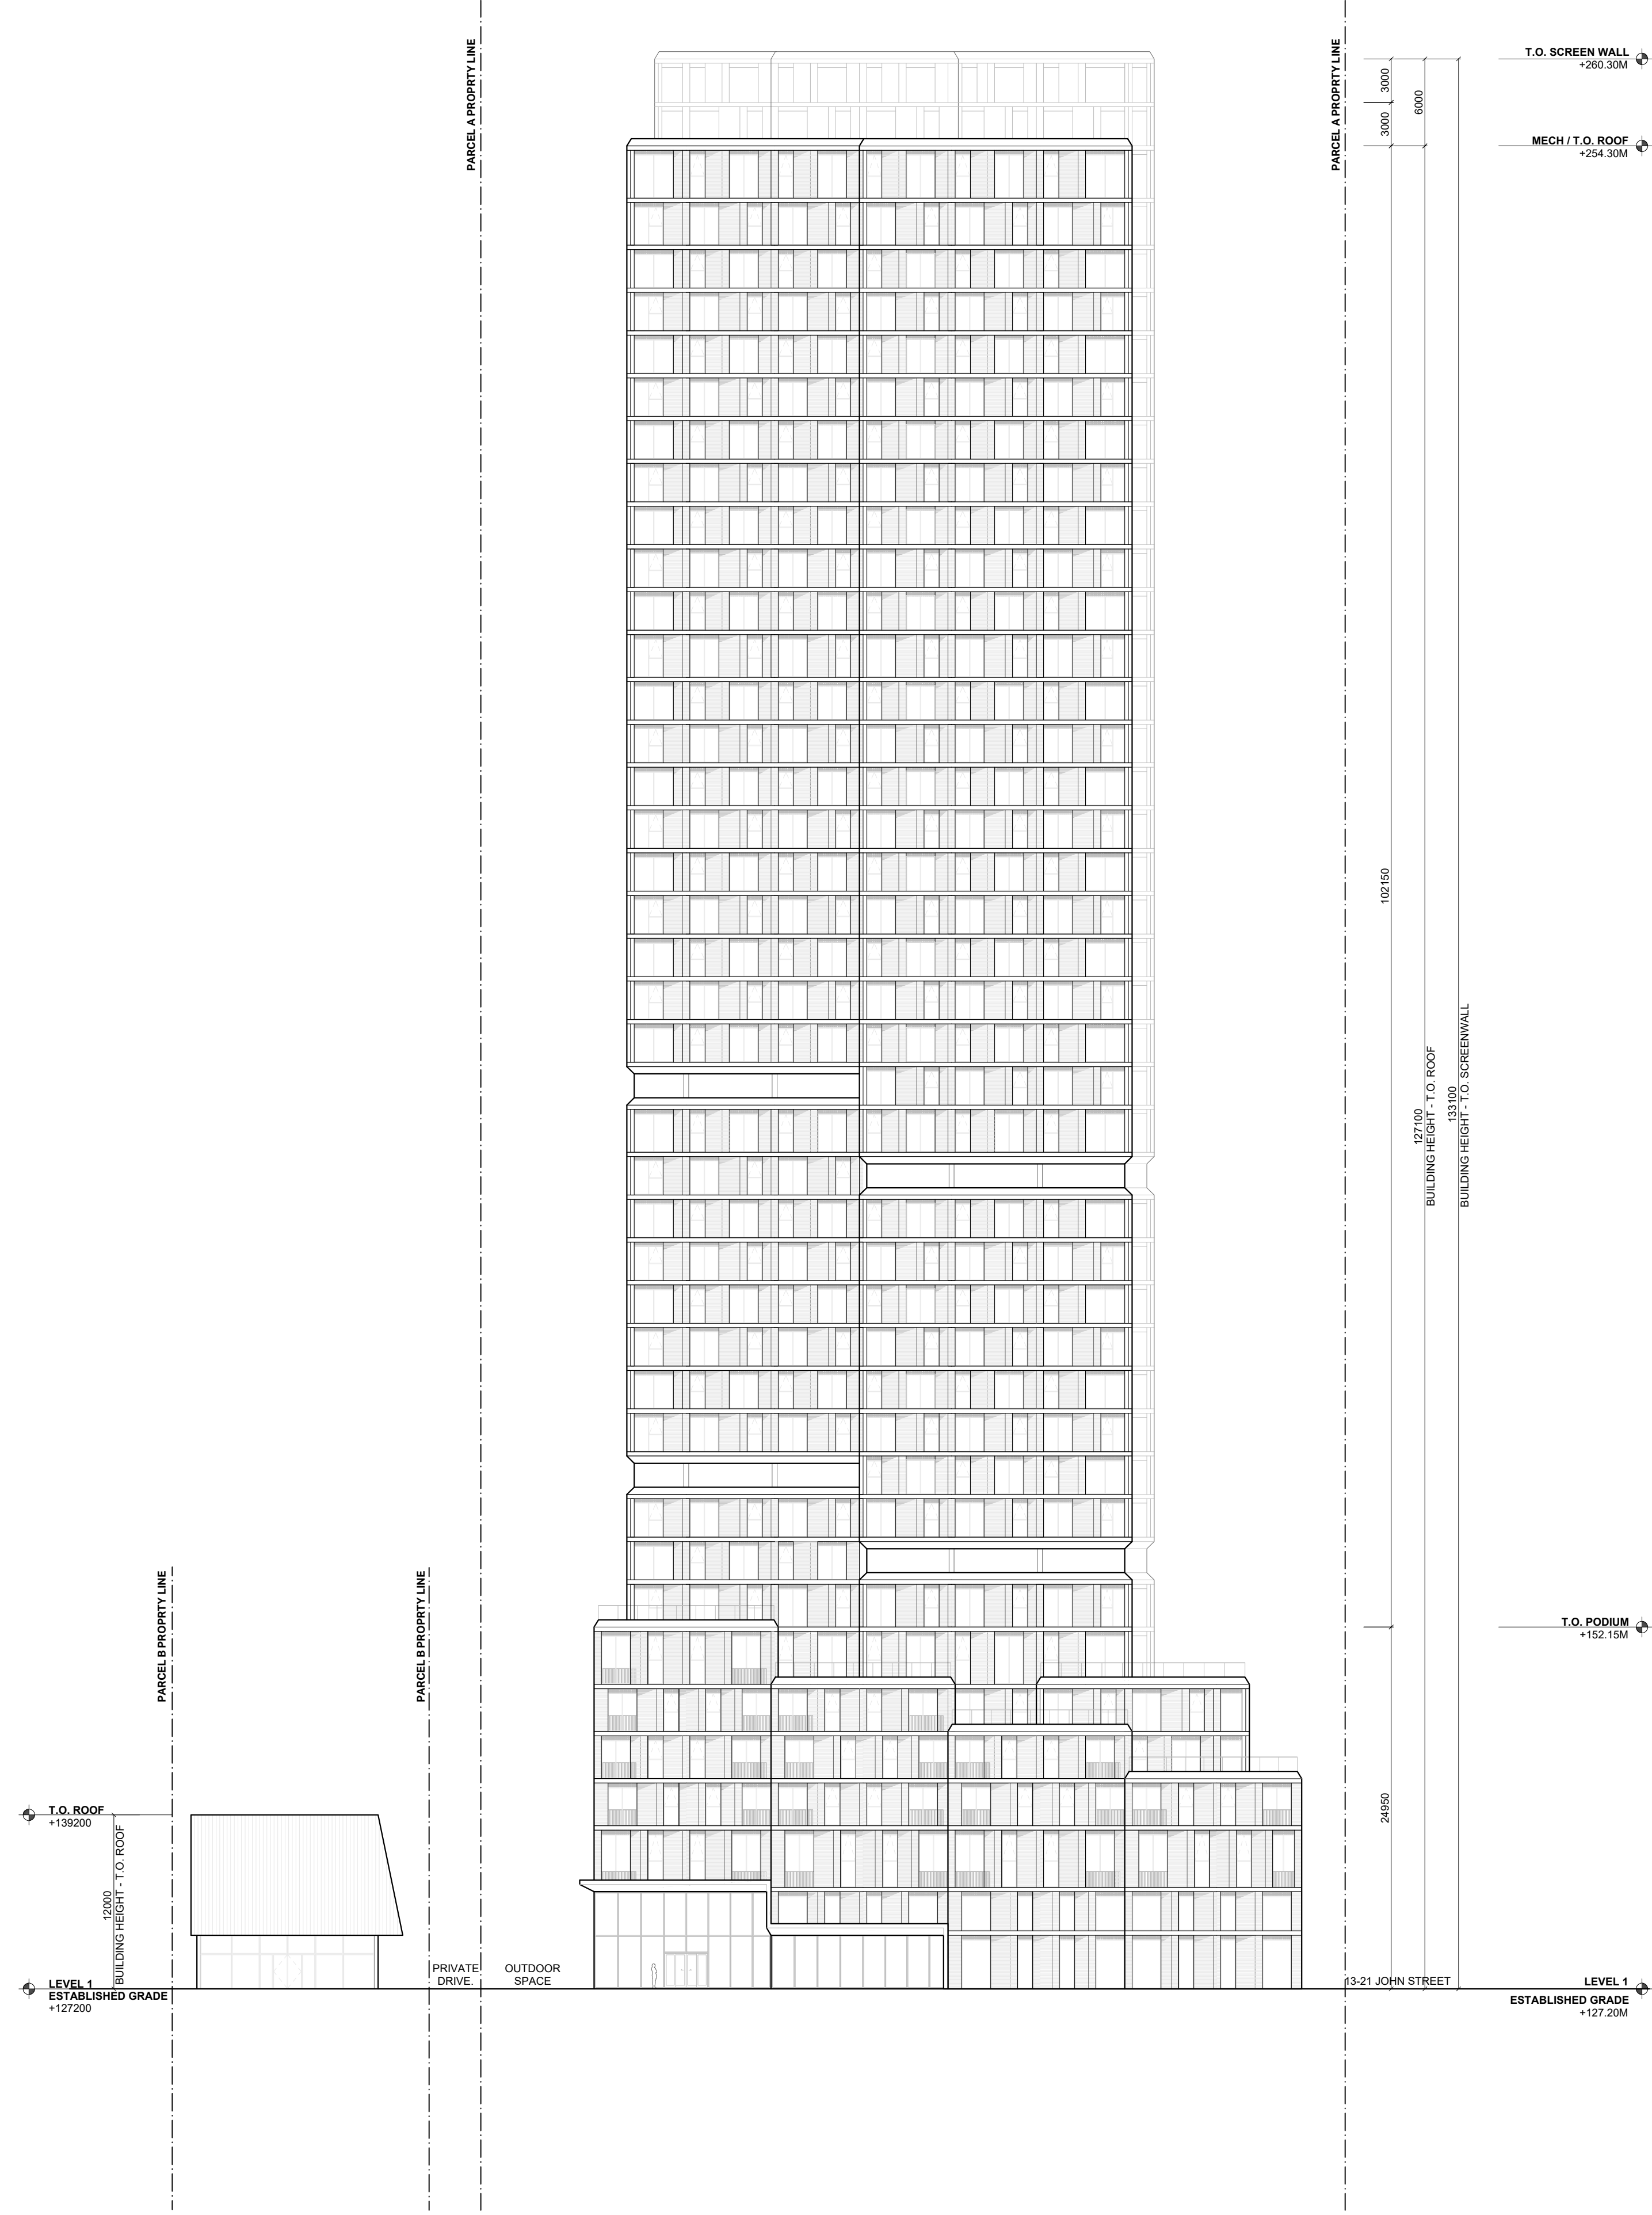 PARCEL A PROPRTY LINE
PARCEL A PROPRTY LINE
T.O. SCREEN WALL
+260.30M
3000
6000
3000
MECH / T.O. ROOF
+254.30M
102150
127100
BUILDING HEIGHT - T.O. ROOF
133100
BUILDING HEIGHT - T.O. SCREENWALL
PARCEL B PROPRTY LINE
PARCEL B PROPRTY LINE
T.O. PODIUM
+152.15M
24950
T.O. ROOF
+139200
12000
BUILDING HEIGHT - T.O. ROOF
PRIVATE
DRIVE.
OUTDOOR
SPACE
13-21 JOHN STREET
LEVEL 1
ESTABLISHED GRADE
+127200
LEVEL 1
ESTABLISHED GRADE
+127.20M